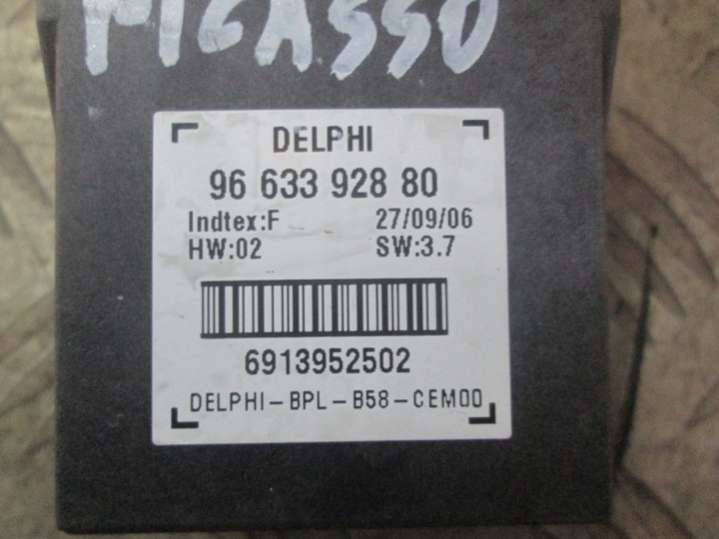 PICASSO
DELPHI
96 633 928 80
Indtex:F 27/09/06
HW:02 SW:3.7
6913952502
DELPHI-BPL-B58-CEM00